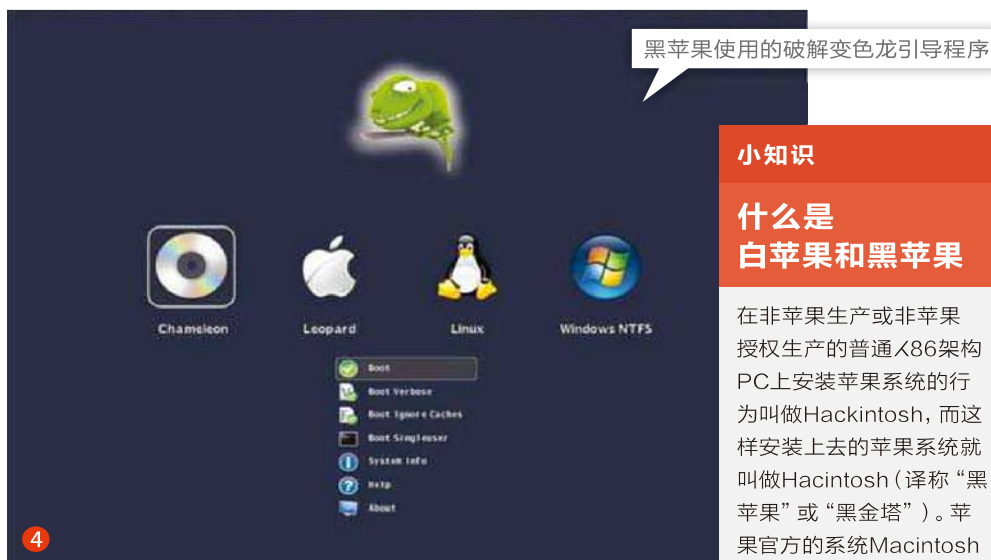 黑苹果使用的破解变色龙引导程序
Chameleon
Leopard
Linux
Windows NTFS
Boot
Boot Verbose
Boot Ignore Caches
Boot Singleuser
System Info
Help
About
4
小知识
什么是
白苹果和黑苹果
在非苹果生产或非苹果
授权生产的普通X86架构
PC上安装苹果系统的行
为叫做Hackintosh，而这
样安装上去的苹果系统就
叫做Hacintosh（译称“黑
苹果”或“黑金塔”）。苹
果官方的系统Macintosh